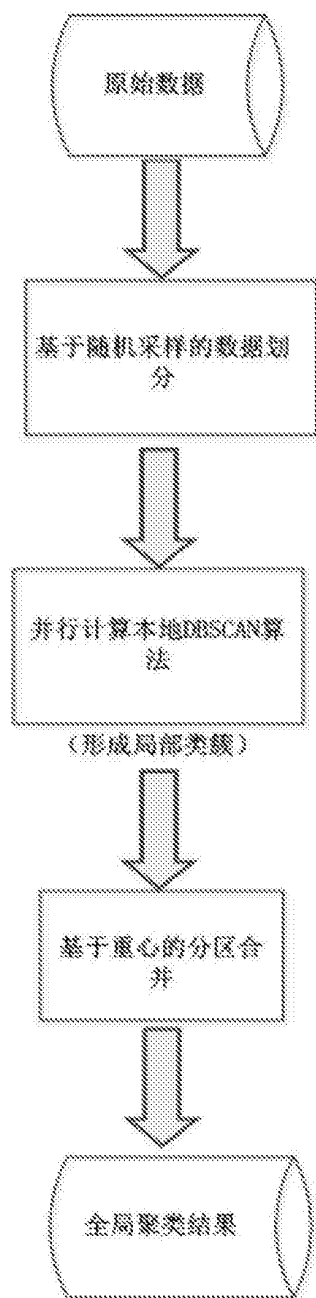 原始数据
基于随机采样的数据划
分
并行计算本地DBSCAN算
法
（形成局部类簇）
基于重心的分区合
并
全局聚类结果